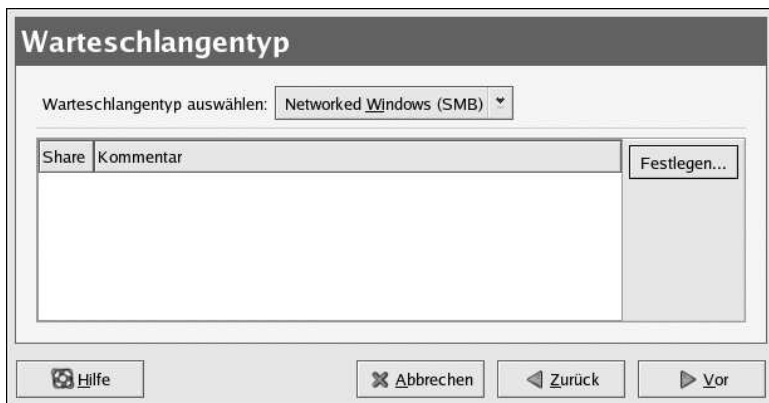 Warteschlangentyp
Warteschlangentyp auswählen: Networked Windows (SMB)
Share Kommentar
Festlegen...
Hilfe Abbrechen Zurück Vor